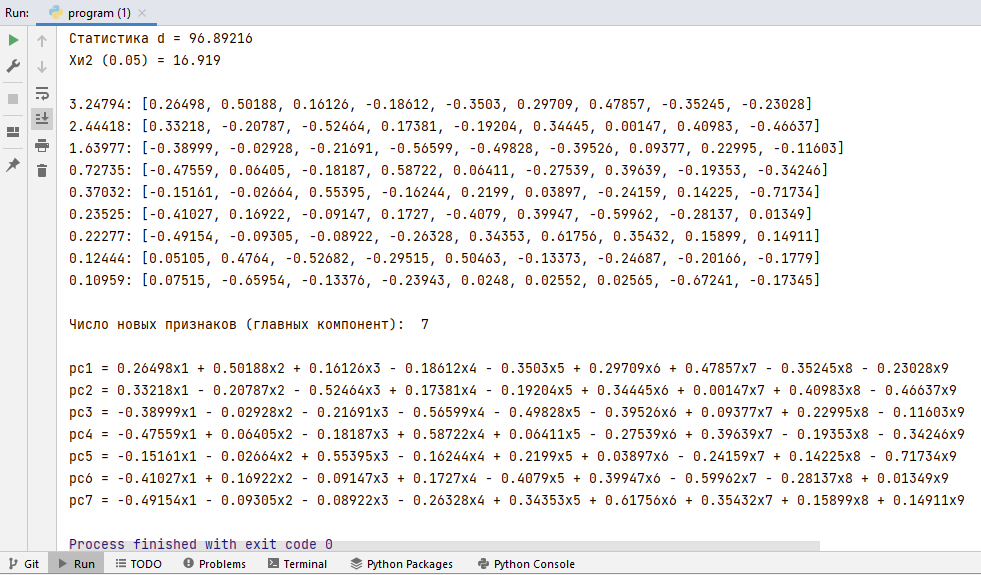 Run: program (1)
Статистика d = 96.89216
Хи2 (0.05) = 16.919
3.24794: [0.26498, 0.50188, 0.16126, -0.18612, -0.3503, 0.29709, 0.47857, -0.35245, -0.23028]
2.44418: [0.33218, -0.20787, -0.52464, 0.17381, -0.19204, 0.34445, 0.00147, 0.40983, -0.46637]
1.63977: [-0.38999, -0.02928, -0.21691, -0.56599, -0.49828, -0.39526, 0.09377, 0.22995, -0.11603]
0.72735: [-0.47559, 0.06405, -0.18187, 0.58722, 0.06411, -0.27539, 0.39639, -0.19353, -0.34246]
0.37032: [-0.15161, -0.02664, 0.55395, -0.16244, 0.2199, 0.03897, -0.24159, 0.14225, -0.71734]
0.23525: [-0.41027, 0.16922, -0.09147, 0.1727, -0.4079, 0.39947, -0.59962, -0.28137, 0.01349]
0.22277: [-0.49154, -0.09305, -0.08922, -0.26328, 0.34353, 0.61756, 0.35432, 0.15899, 0.14911]
0.12444: [0.05105, 0.4764, -0.52682, -0.29515, 0.50463, -0.13373, -0.24687, -0.20166, -0.1779]
0.10959: [0.07515, -0.65954, -0.13376, -0.23943, 0.0248, 0.02552, 0.02565, -0.67241, -0.17345]
Число новых признаков (главных компонент):  7
pc1 = 0.26498x1 + 0.50188x2 + 0.16126x3 - 0.18612x4 - 0.3503x5 + 0.29709x6 + 0.47857x7 - 0.35245x8 - 0.23028x9
pc2 = 0.33218x1 - 0.20787x2 - 0.52464x3 + 0.17381x4 - 0.19204x5 + 0.34445x6 + 0.00147x7 + 0.40983x8 - 0.46637x9
pc3 = -0.38999x1 - 0.02928x2 - 0.21691x3 - 0.56599x4 - 0.49828x5 - 0.39526x6 + 0.09377x7 + 0.22995x8 - 0.11603x9
pc4 = -0.47559x1 + 0.06405x2 - 0.18187x3 + 0.58722x4 + 0.06411x5 - 0.27539x6 + 0.39639x7 - 0.19353x8 - 0.34246x9
pc5 = -0.15161x1 - 0.02664x2 + 0.55395x3 - 0.16244x4 + 0.2199x5 + 0.03897x6 - 0.24159x7 + 0.14225x8 - 0.71734x9
pc6 = -0.41027x1 + 0.16922x2 - 0.09147x3 + 0.1727x4 - 0.4079x5 + 0.39947x6 - 0.59962x7 - 0.28137x8 + 0.01349x9
pc7 = -0.49154x1 - 0.09305x2 - 0.08922x3 - 0.26328x4 + 0.34353x5 + 0.61756x6 + 0.35432x7 + 0.15899x8 + 0.14911x9
Process finished with exit code 0
Git Run TODO Problems Terminal Python Packages Python Console